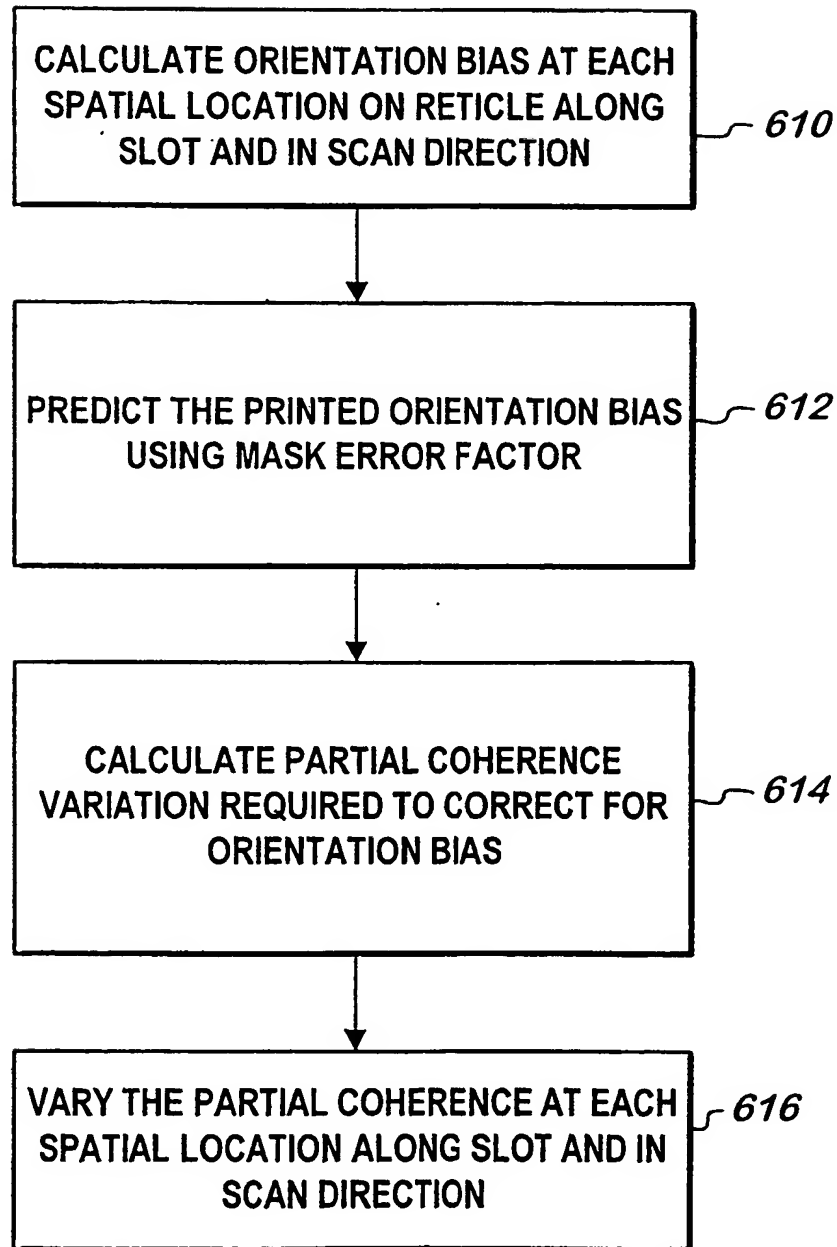 CALCULATE ORIENTATION BIAS AT EACH
SPATIAL LOCATION ON RETICLE ALONG
SLOT AND IN SCAN DIRECTION
610
PREDICT THE PRINTED ORIENTATION BIAS
USING MASK ERROR FACTOR
612
CALCULATE PARTIAL COHERENCE
VARIATION REQUIRED TO CORRECT FOR
ORIENTATION BIAS
614
VARY THE PARTIAL COHERENCE AT EACH
SPATIAL LOCATION ALONG SLOT AND IN
SCAN DIRECTION
616